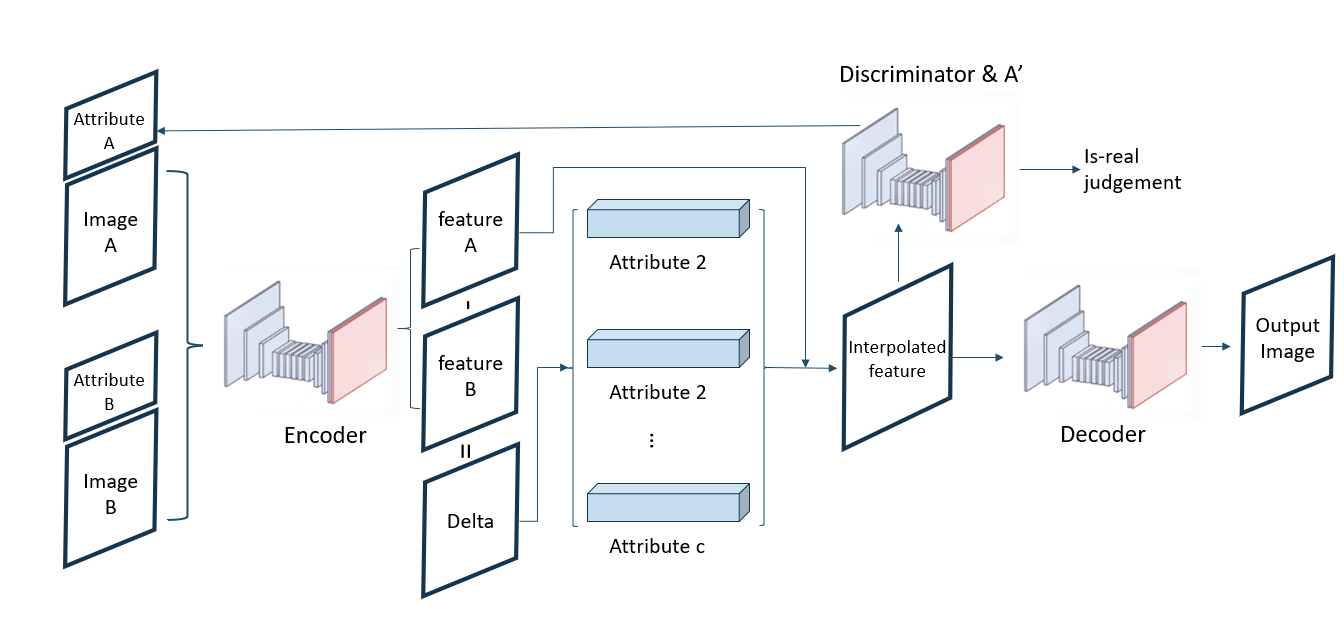 Discriminator & A’
Attribute
A
Image
A
Attribute
B
Image
B
Encoder
feature
A
-
feature
B
=
Delta
Attribute 2
Attribute 2
⋮
Attribute c
Interpolated
feature
Is-real
judgement
Decoder
Output
Image